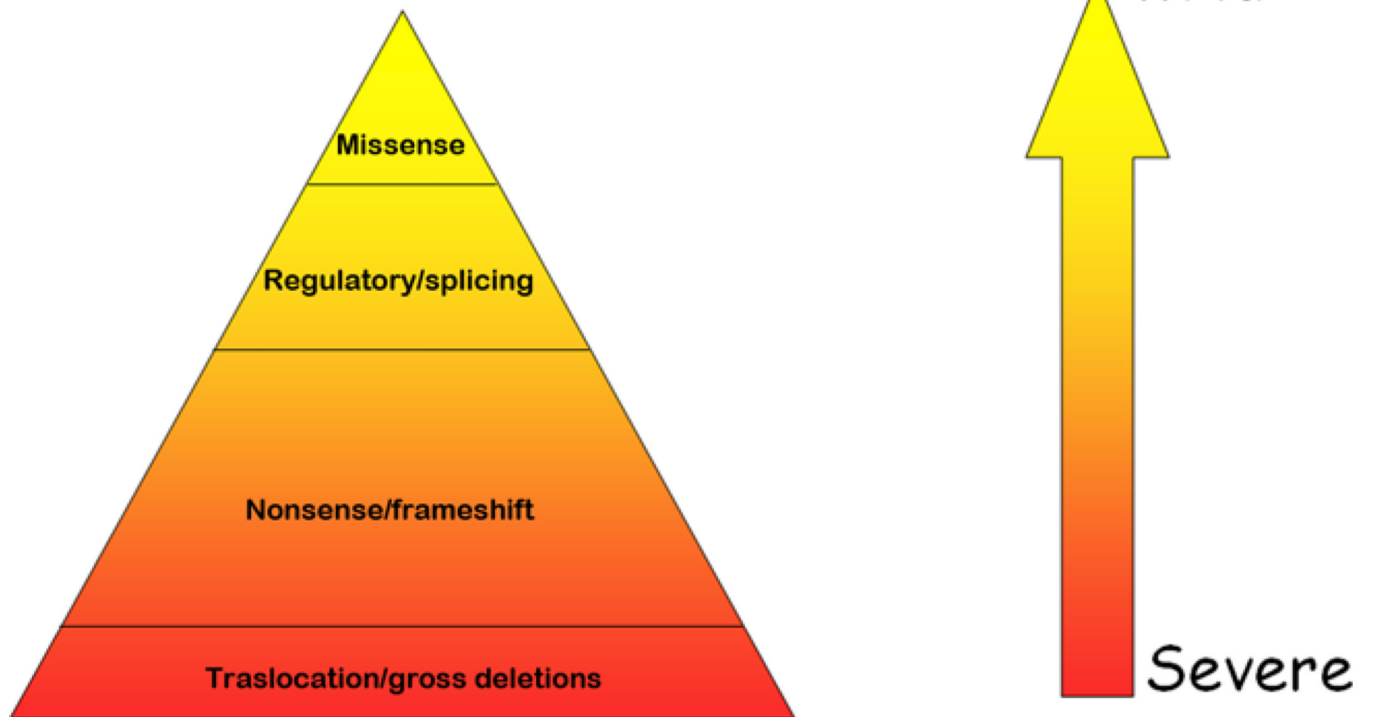 Missense
Regulatory/splicing
Nonsense/frameshift
Traslocation/gross deletions
Severe